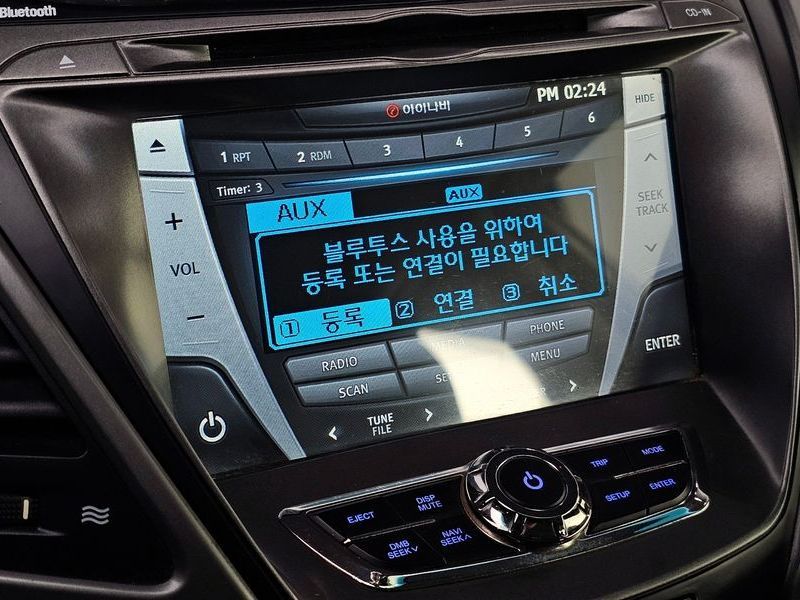 Bluetooth
CD-IN
아이나비
PM 02:24
HIDE
1 RPT
2 RDM
3
4
5
6
Timer: 3
AUX
AUX
+
VOL
−
SEEK
TRACK
블루투스 사용을 위하여
등록 또는 연결이 필요합니다
1 등록
2 연결
3 취소
RADIO
MEDIA
PHONE
SCAN
MENU
ENTER
TUNE
FILE
EJECT
DISP
MUTE
DMB
SEEK
NAVI
SEEK
TRIP
MODE
SETUP
ENTER